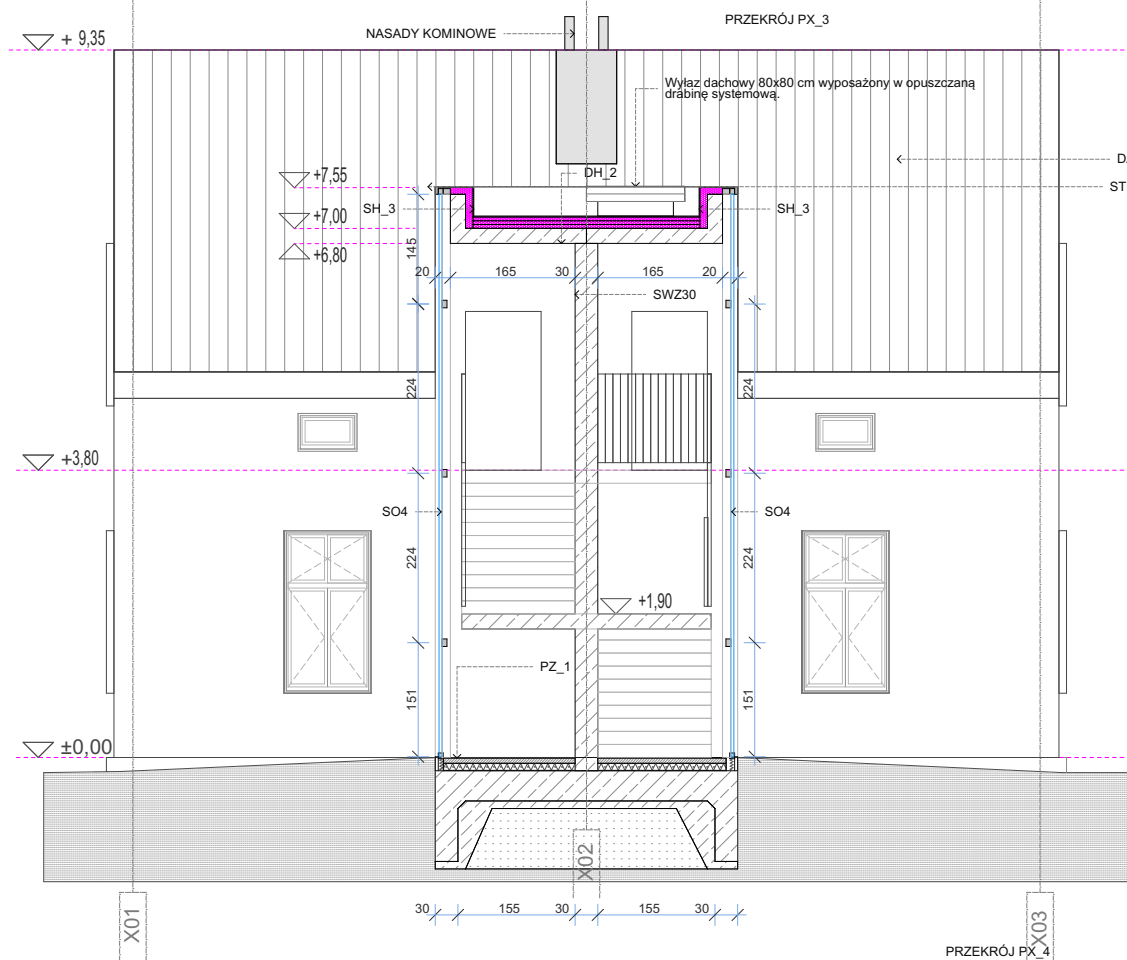 PRZEKRÓJ PX_3
NASADY KOMINOWE
+ 9,35
Wyłaz dachowy 80x80 cm wyposażony w opuszczaną
drabinę systemową.
DH_2
+7,55
SH_3
SH_3
+7,00
+6,80
145
20
165
30
165
20
SWZ30
224
224
+3,80
SO4
SO4
224
224
+1,90
PZ_1
151
151
±0,00
X02
30
155
30
155
30
X01
X03
PRZEKRÓJ PX_4